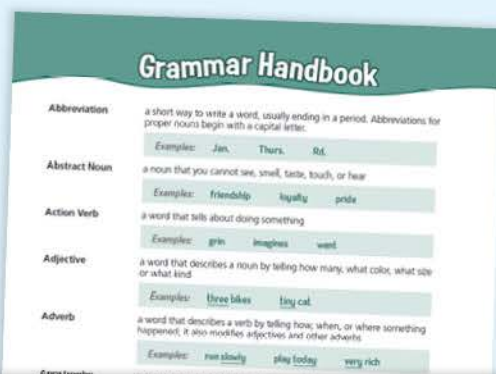 Grammar Handbook
Abbreviation
a short way to write a word, usually ending in a period. Abbreviations for
proper nouns begin with a capital letter.
Examples: Jan. Thurs. Rd.
Abstract Noun
a noun that you cannot see, smell, taste, touch, or hear
Examples: friendship loyalty pride
Action Verb
a word that tells about doing something
Examples: grin imagines went
Adjective
a word that describes a noun by telling how many, what color, what size
or what kind
Examples: three bikes tiny cat
Adverb
a word that describes a verb by telling how, when, or where something
happened; it also modifies adjectives and other adverbs
Examples: run slowly play today very rich